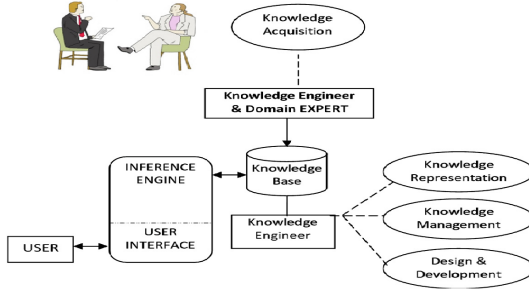 Knowledge
Acquisition
Knowledge Engineer
& Domain EXPERT
INFERENCE
ENGINE
Knowledge
Base
Knowledge
Representation
USER
INTERFACE
Knowledge
Engineer
Knowledge
Management
USER
Design &
Development